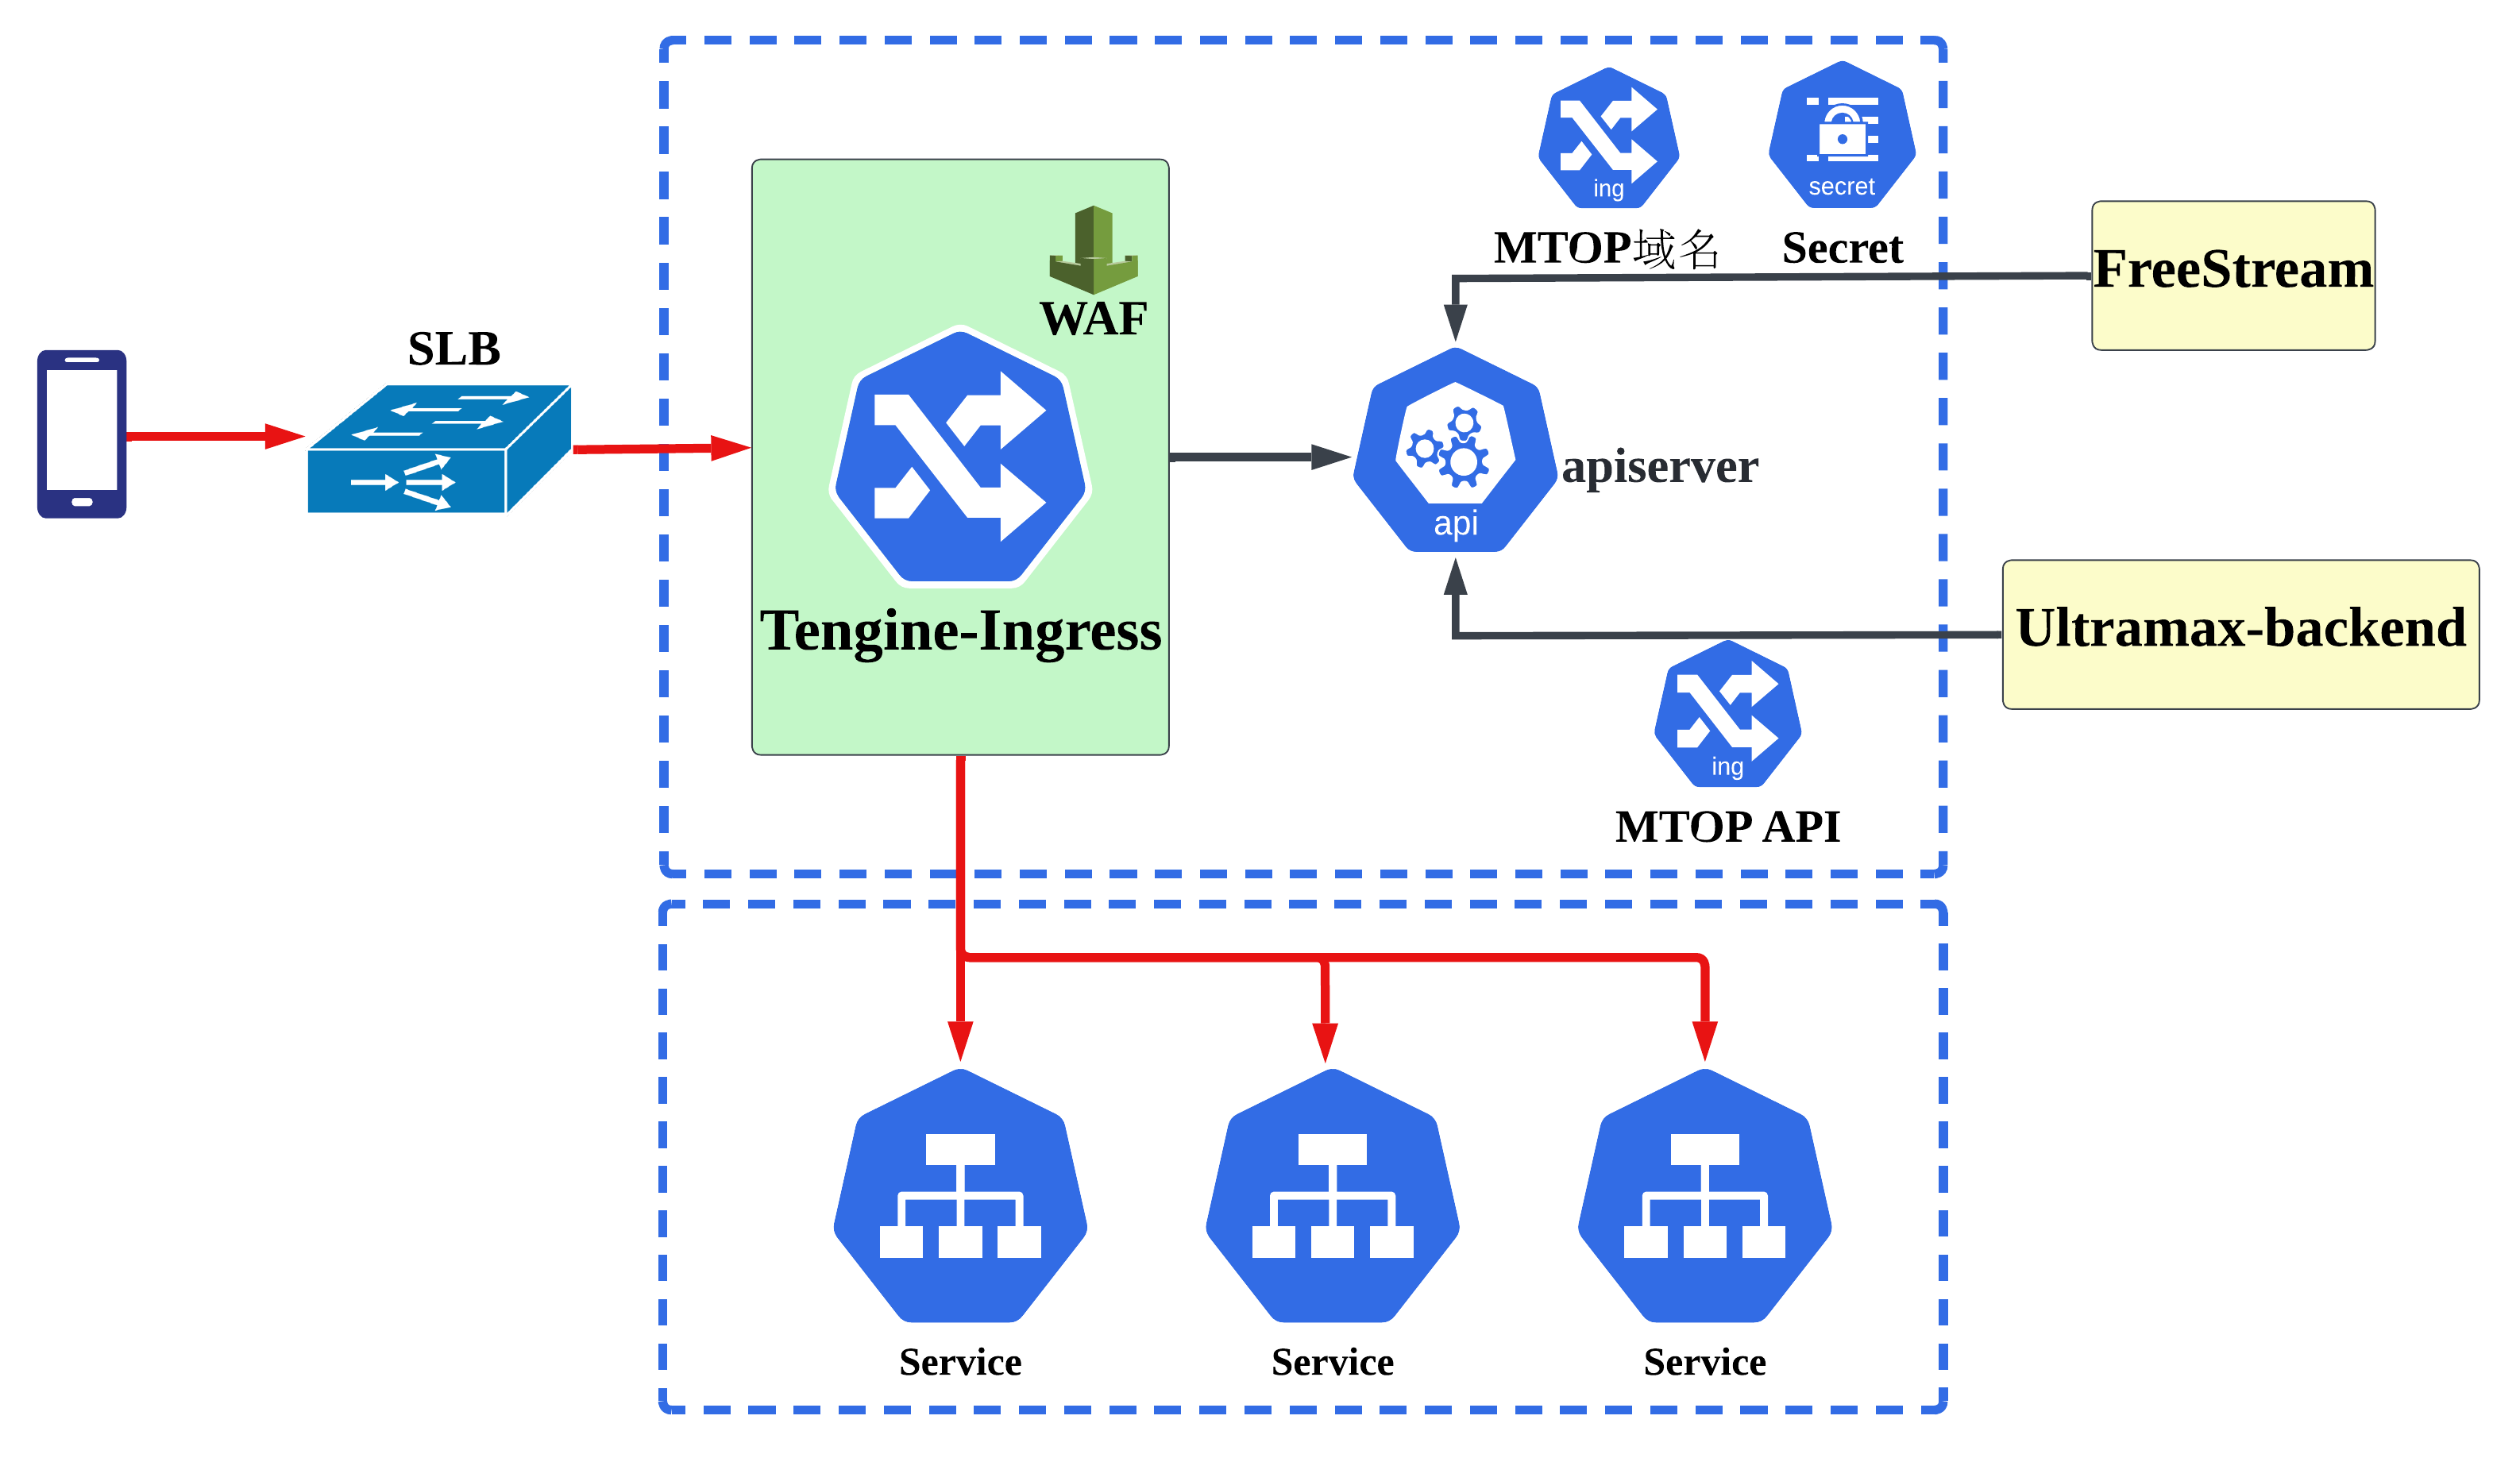 ing
secret
MTOP域名
Secret
FreeStream
WAF
SLB
apiserver
api
Tengine-Ingress
Ultramax-backend
ing
MTOP API
Service
Service
Service